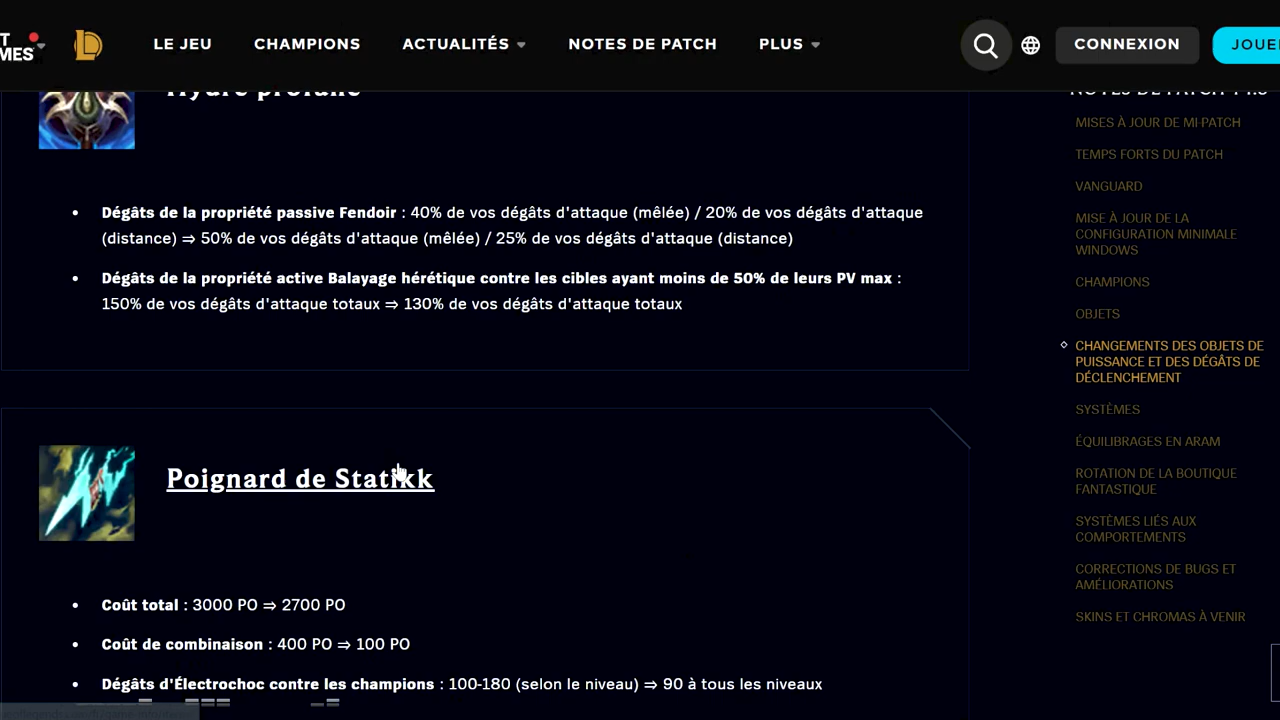 LE JEU
CHAMPIONS
ACTUALITÉS
NOTES DE PATCH
PLUS
CONNEXION
Hydre profane
Dégâts de la propriété passive Fendoir : 40% de vos dégâts d'attaque (mêlée) / 20% de vos dégâts d'attaque
(distance) ⇒ 50% de vos dégâts d'attaque (mêlée) / 25% de vos dégâts d'attaque (distance)
Dégâts de la propriété active Balayage hérétique contre les cibles ayant moins de 50% de leurs PV max :
150% de vos dégâts d'attaque totaux ⇒ 130% de vos dégâts d'attaque totaux
Poignard de Statikk
Coût total : 3000 PO ⇒ 2700 PO
Coût de combinaison : 400 PO ⇒ 100 PO
Dégâts d'Électrochoc contre les champions : 100-180 (selon le niveau) ⇒ 90 à tous les niveaux
NOTES DE PATCH
MISES À JOUR DE MI-PATCH
TEMPS FORTS DU PATCH
VANGUARD
MISE À JOUR DE LA
CONFIGURATION MINIMALE
WINDOWS
CHAMPIONS
OBJETS
CHANGEMENTS DES OBJETS DE
PUISSANCE ET DES DÉGÂTS DE
DÉCLENCHEMENT
SYSTÈMES
ÉQUILIBRAGES EN ARAM
ROTATION DE LA BOUTIQUE
FANTASTIQUE
SYSTÈMES LIÉS AUX
COMPORTEMENTS
CORRECTIONS DE BUGS ET
AMÉLIORATIONS
SKINS ET CHROMAS À VENIR